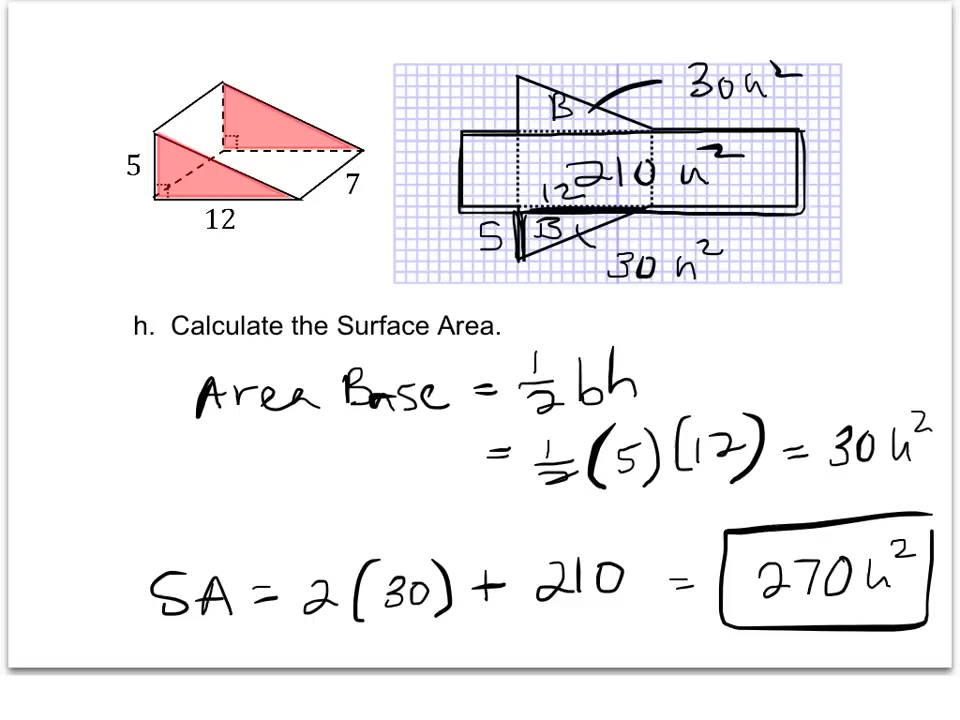 5
12
7
B
30 u²
12
210 u²
5
B
30 u²
h. Calculate the Surface Area.
Area Base = 1/2 bh
= 1/2 (5)(12) = 30 u²
SA = 2(30) + 210 = 270 u²